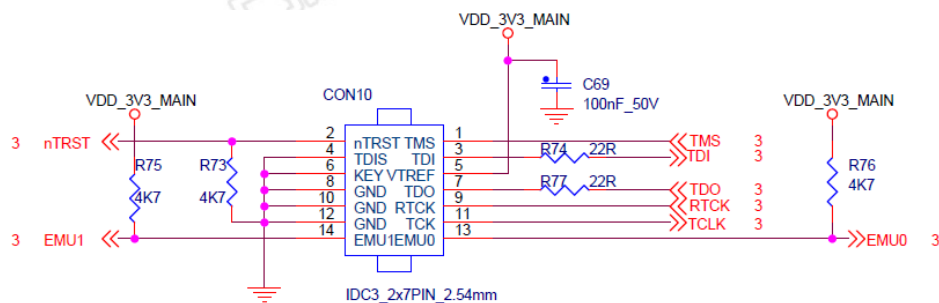 VDD_3V3_MAIN
C69
100nF_50V
VDD_3V3_MAIN
CON10
VDD_3V3_MAIN
3 nTRST 2 nTRST TMS 1 TMS 3
4 TDIS TDI 3 R74 22R TDI 3
R75 R73 6 KEY VTREF 5 R76
4K7 4K7 8 GND TDO 7 R77 22R TDO 3 4K7
10 GND RTCK 9 RTCK 3
12 GND TCK 11 TCLK 3
3 EMU1 14 EMU1EMU0 13 EMU0 3
IDC3_2x7PIN_2.54mm